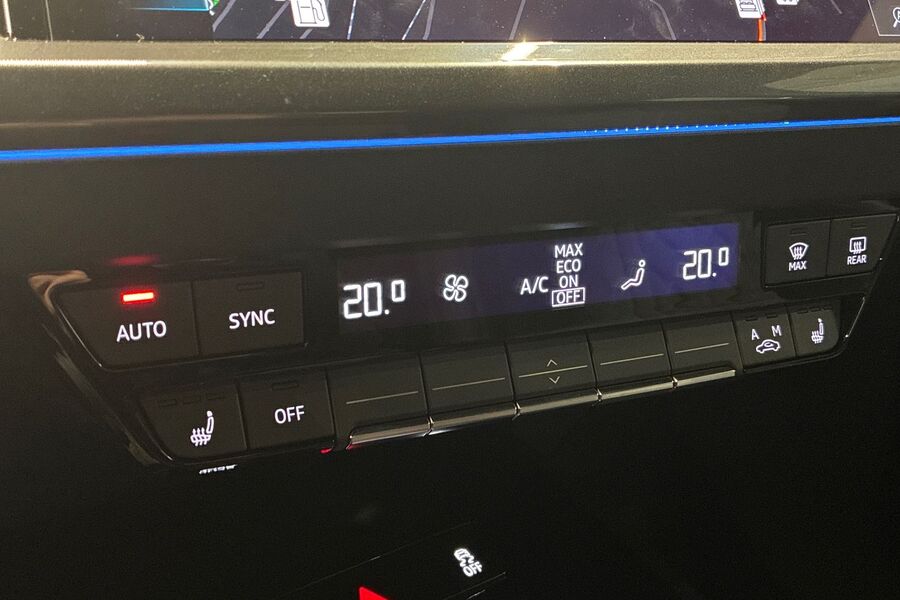 20.0 A/C MAX ECO ON OFF 20.0
MAX
REAR
AUTO
SYNC
A M
OFF
OFF